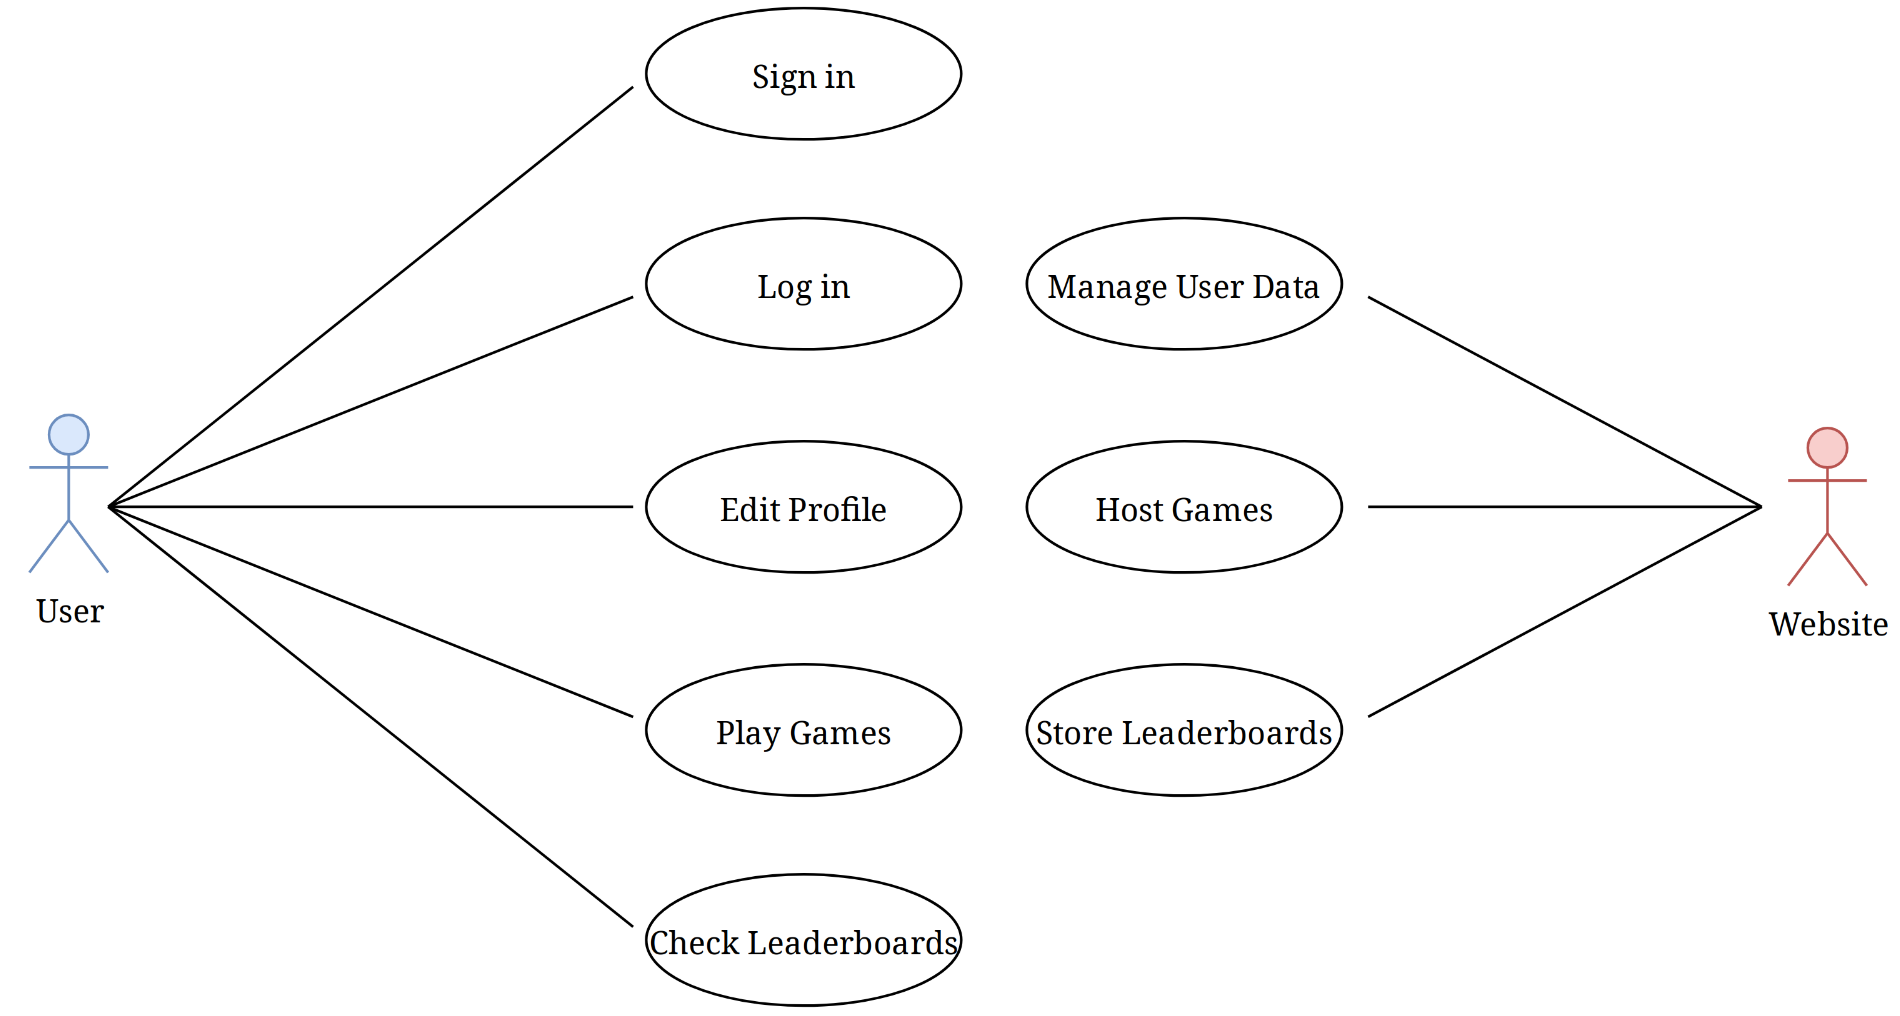 Sign in
Log in
Manage User Data
Edit Profile
Host Games
User
Website
Play Games
Store Leaderboards
Check Leaderboards